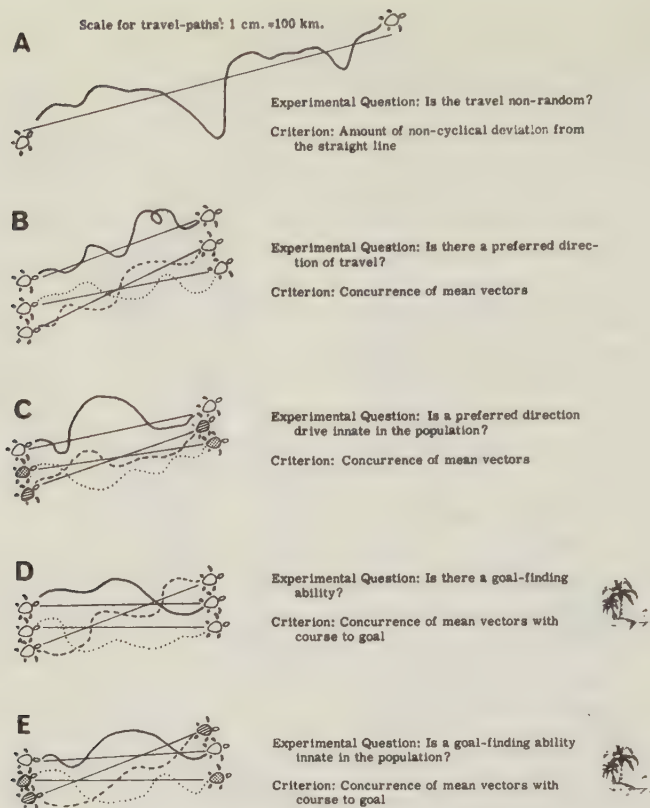 Scale for travel-paths: 1 cm. =100 km.
A
Experimental Question: Is the travel non-random?
Criterion: Amount of non-cyclical deviation from
the straight line
B
Experimental Question: Is there a preferred direc-
tion of travel?
Criterion: Concurrence of mean vectors
C
Experimental Question: Is a preferred direction
drive innate in the population?
Criterion: Concurrence of mean vectors
D
Experimental Question: Is there a goal-finding
ability?
Criterion: Concurrence of mean vectors with
course to goal
E
Experimental Question: Is a goal-finding ability
innate in the population?
Criterion: Concurrence of mean vectors with
course to goal